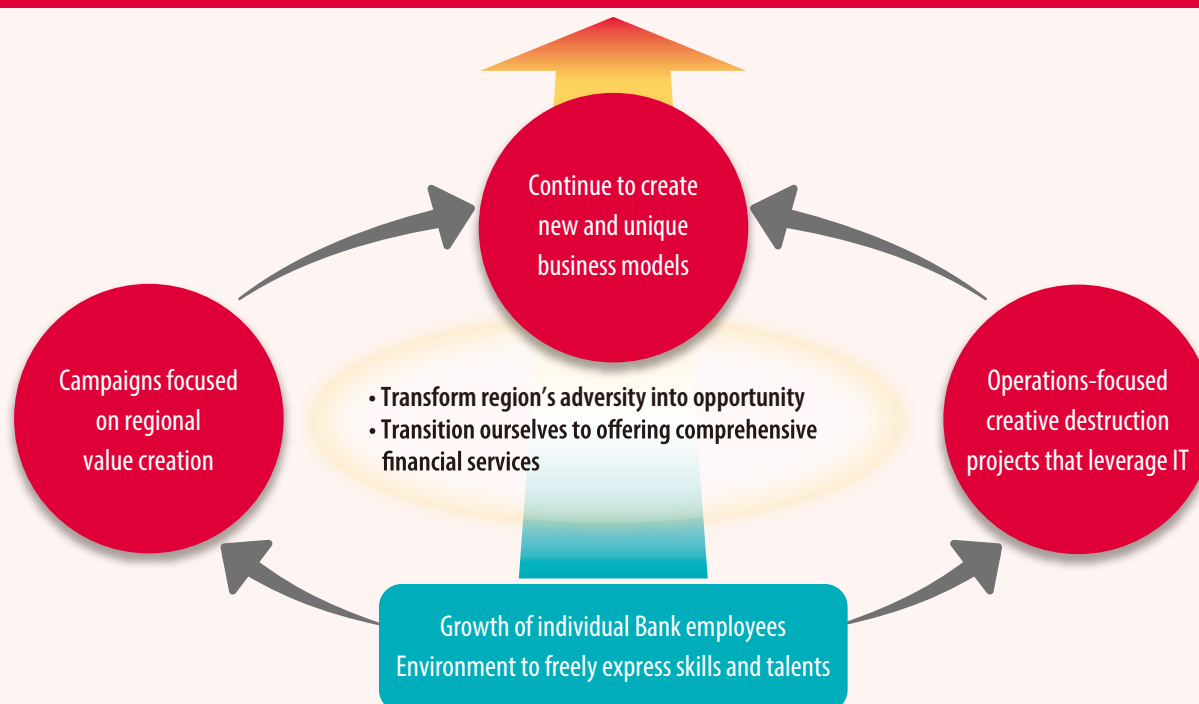 Continue to create
new and unique
business models
Campaigns focused
on regional
value creation
• Transform region's adversity into opportunity
• Transition ourselves to offering comprehensive
financial services
Operations-focused
creative destruction
projects that leverage IT
Growth of individual Bank employees
Environment to freely express skills and talents